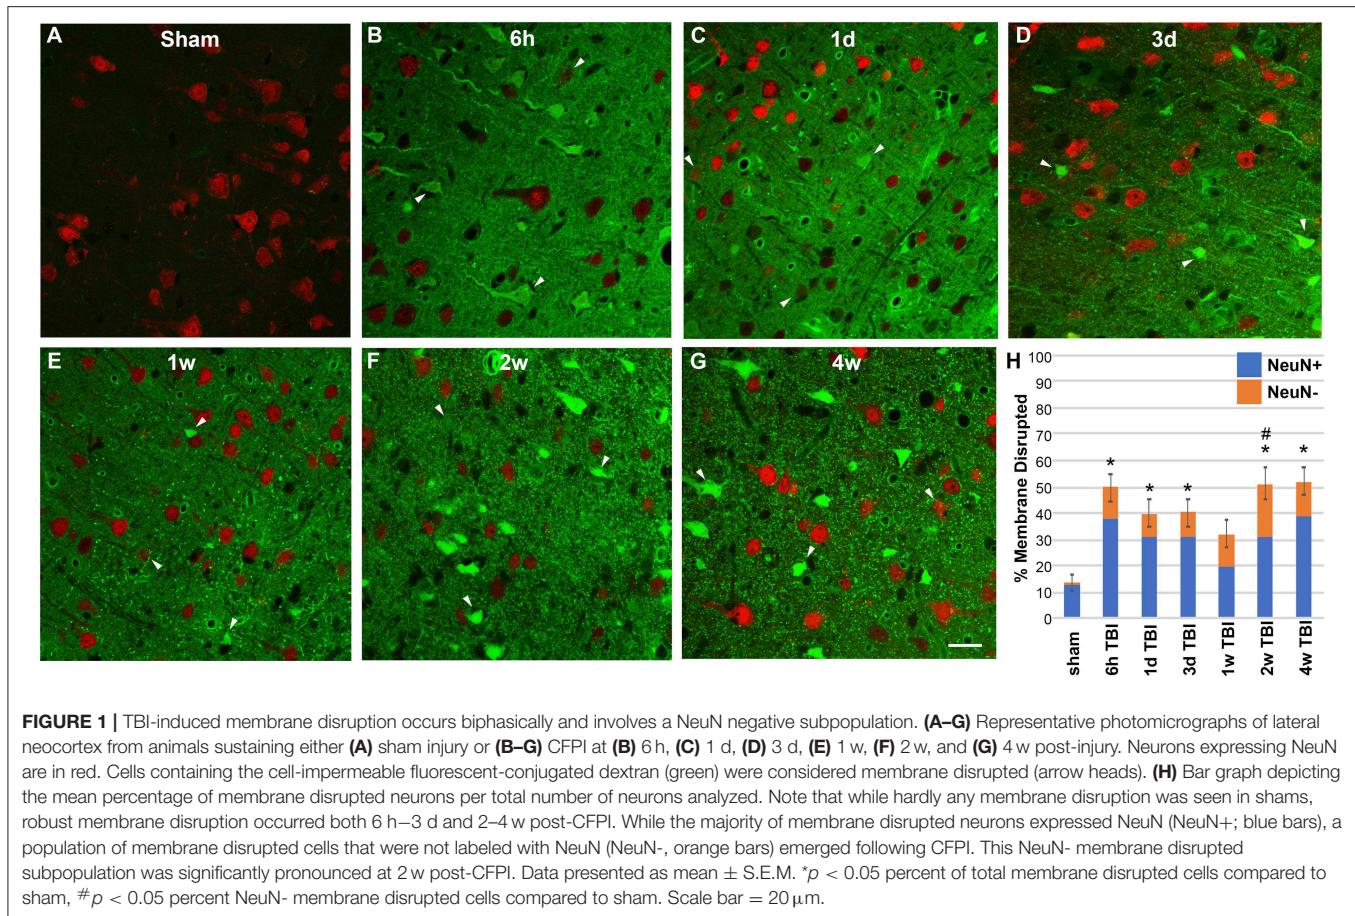 A Sham
B 6h
C 1d
D 3d
E 1w
F 2w
G 4w
H
% Membrane Disrupted
100
90
80
70
60
50
40
30
20
10
0
NeuN+
NeuN-
*
*
*
#
*
*
sham
6h TBI
1d TBI
3d TBI
1w TBI
2w TBI
4w TBI
FIGURE 1 | TBI-induced membrane disruption occurs biphasically and involves a NeuN negative subpopulation. (A–G) Representative photomicrographs of lateral
neocortex from animals sustaining either (A) sham injury or (B–G) CFPI at (B) 6 h, (C) 1 d, (D) 3 d, (E) 1 w, (F) 2 w, and (G) 4 w post-injury. Neurons expressing NeuN
are in red. Cells containing the cell-impermeable fluorescent-conjugated dextran (green) were considered membrane disrupted (arrow heads). (H) Bar graph depicting
the mean percentage of membrane disrupted neurons per total number of neurons analyzed. Note that while hardly any membrane disruption was seen in shams,
robust membrane disruption occurred both 6 h–3 d and 2–4 w post-CFPI. While the majority of membrane disrupted neurons expressed NeuN (NeuN+; blue bars), a
population of membrane disrupted cells that were not labeled with NeuN (NeuN-, orange bars) emerged following CFPI. This NeuN- membrane disrupted
subpopulation was significantly pronounced at 2 w post-CFPI. Data presented as mean ± S.E.M. *p < 0.05 percent of total membrane disrupted cells compared to
sham, #p < 0.05 percent NeuN- membrane disrupted cells compared to sham. Scale bar = 20 μm.